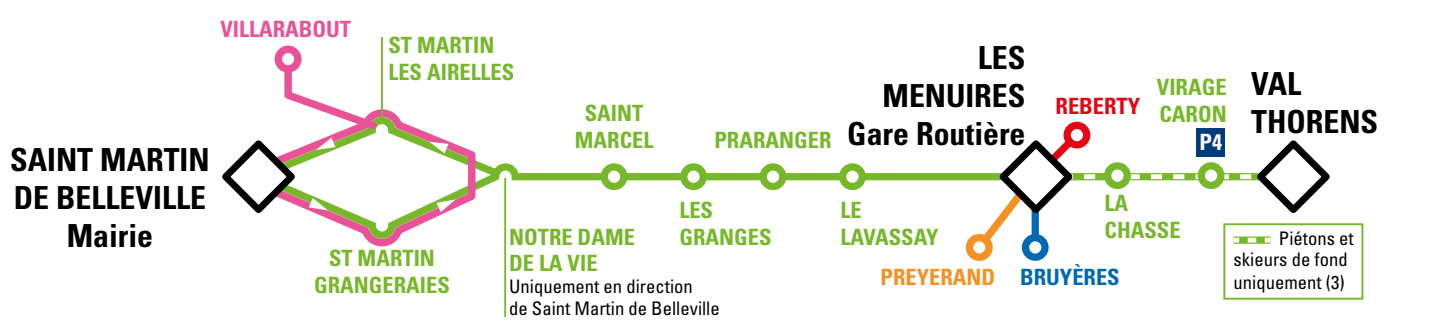 VILLARABOUT
ST MARTIN
LES AIRELLES
SAINT MARTIN
DE BELLEVILLE
Mairie
ST MARTIN
GRANGERAIES
NOTRE DAME
DE LA VIE
Uniquement en direction
de Saint Martin de Belleville
SAINT
MARCEL
LES
GRANGES
PRARANGER
LE
LAVASSAY
LES
MENUIRES
Gare Routière
REBERTY
PREYERAND
BRUYÈRES
LA
CHASSE
VIRAGE
CARON
P4
VAL
THORENS
Piétons et
skieurs de fond
uniquement (3)